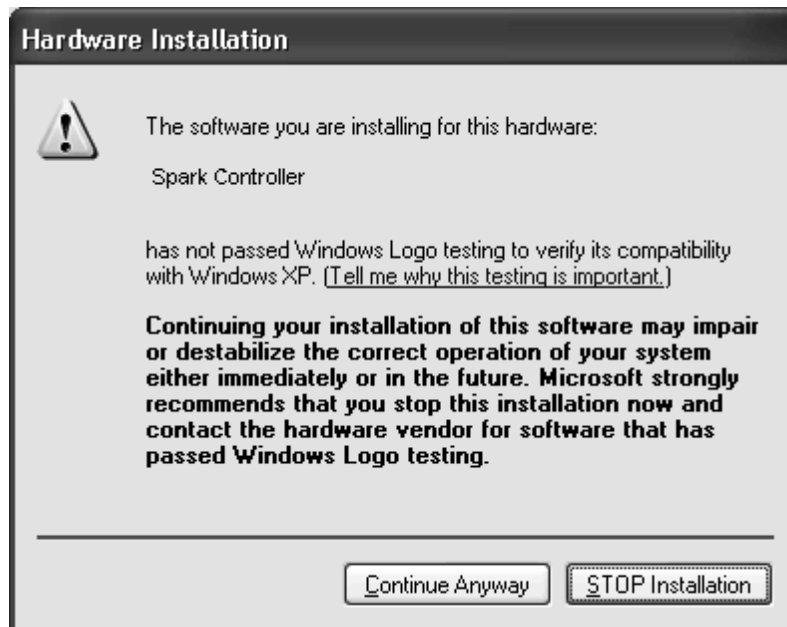 Hardware Installation
The software you are installing for this hardware:
Spark Controller
has not passed Windows Logo testing to verify its compatibility
with Windows XP. (Tell me why this testing is important.)
Continuing your installation of this software may impair
or destabilize the correct operation of your system
either immediately or in the future. Microsoft strongly
recommends that you stop this installation now and
contact the hardware vendor for software that has
passed Windows Logo testing.
Continue Anyway
STOP Installation